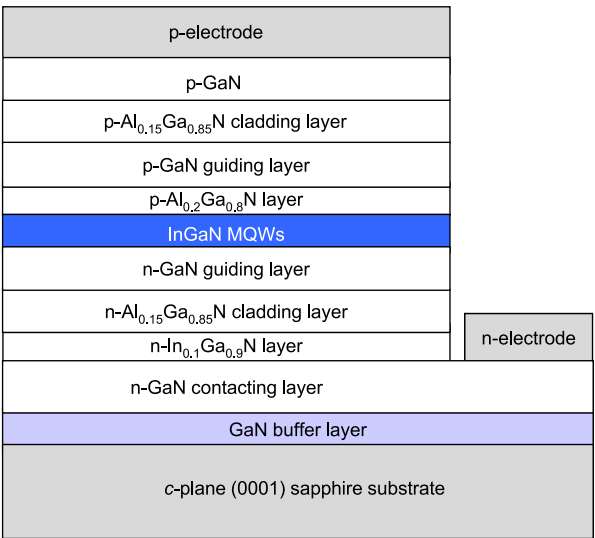 p-electrode
p-GaN
p-Al₀.₁₅Ga₀.₈₅N cladding layer
p-GaN guiding layer
p-Al₀.₂Ga₀.₈N layer
InGaN MQWs
n-GaN guiding layer
n-Al₀.₁₅Ga₀.₈₅N cladding layer
n-electrode
n-In₀.₁Ga₀.₉N layer
n-GaN contacting layer
GaN buffer layer
c-plane (0001) sapphire substrate